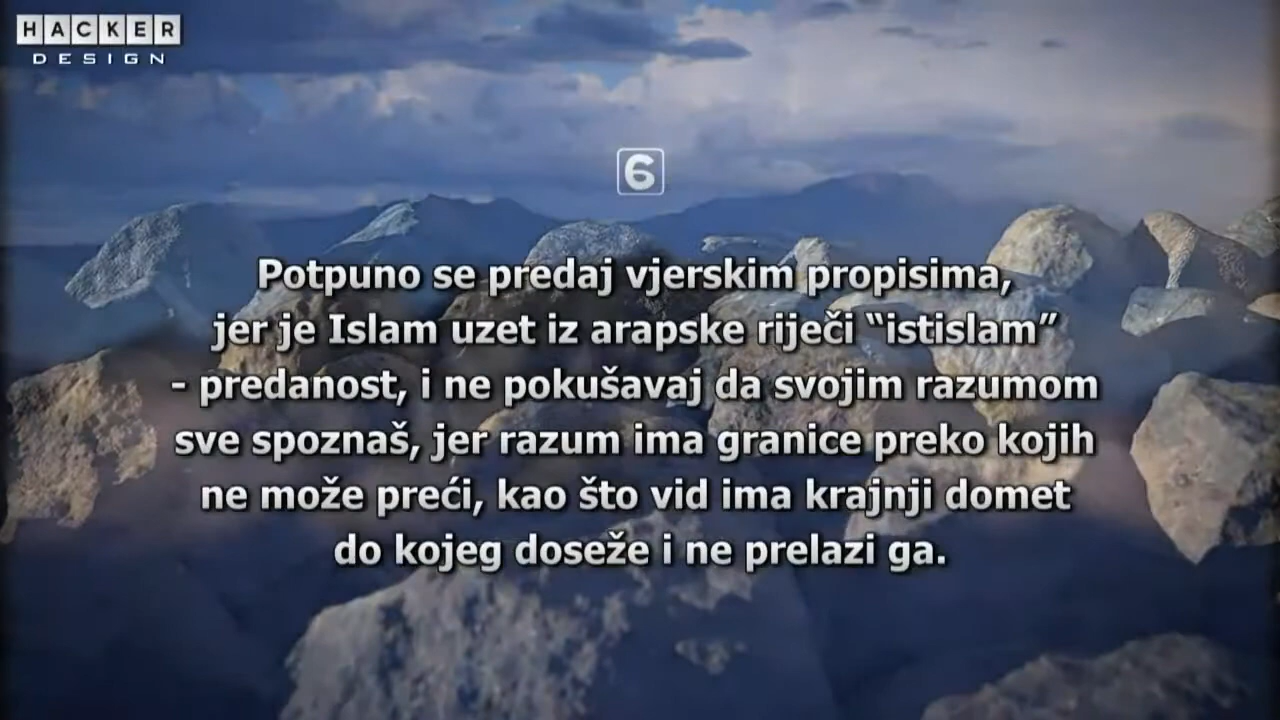 HACKER
DESIGN
6
Potpuno se predaj vjerskim propisima,
jer je Islam uzet iz arapske riječi “istislam”
- predanost, i ne pokušavaj da svojim razumom
sve spoznaš, jer razum ima granice preko kojih
ne može preći, kao što vid ima krajnji domet
do kojeg doseže i ne prelazi ga.